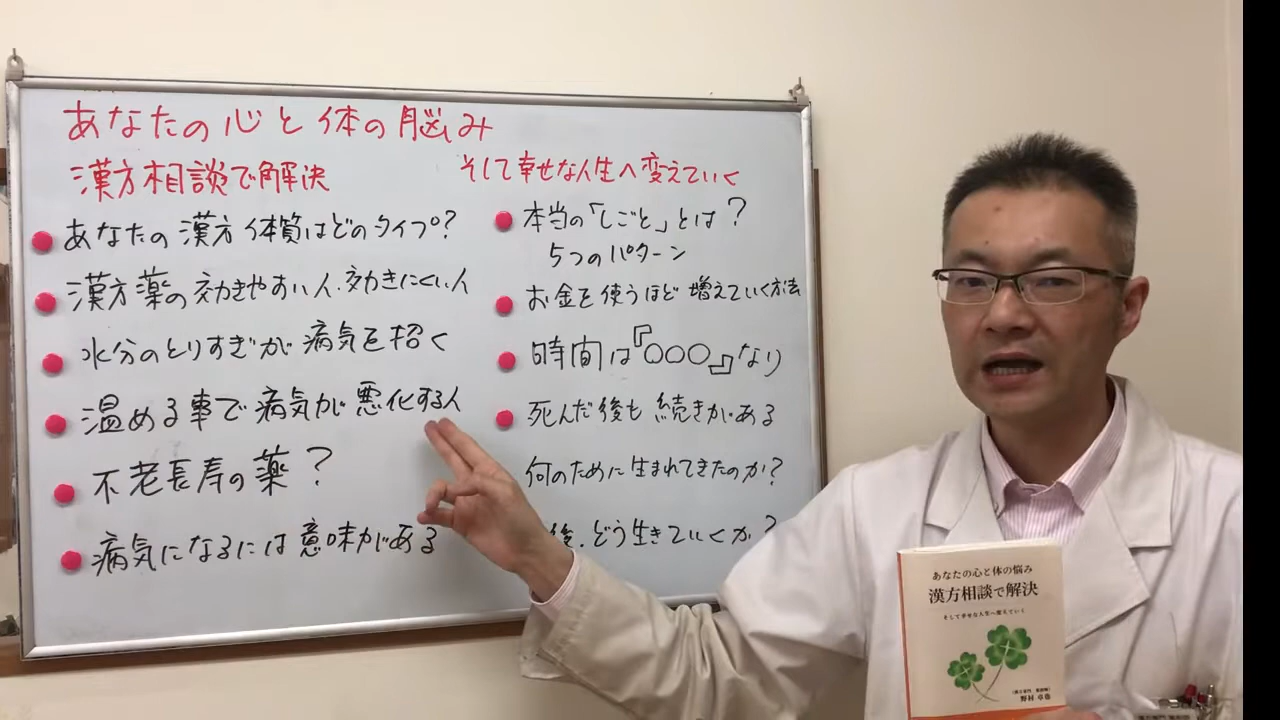 あなたの心と体の脳み
漢方相談で解決
そして幸せな人生へ変えていく
あなたの漢方体質はどのタイプ?
漢方薬の効きやすい人、効きにくい人
水分のとりすぎが病気を招く
温める事で病気が悪化する人
不老長寿の薬?
病気になるには意味がある
本当の「しごと」とは?
5つのパターン
お金を使うほど増えていく方法
時間は『〇〇〇』なり
死んだ後も続きがある
何のために生まれてきたのか?
後、どう生きていくか?
あなたの心と体の悩み
漢方相談で解決
そして幸せな人生へ変えていく
野村卓也